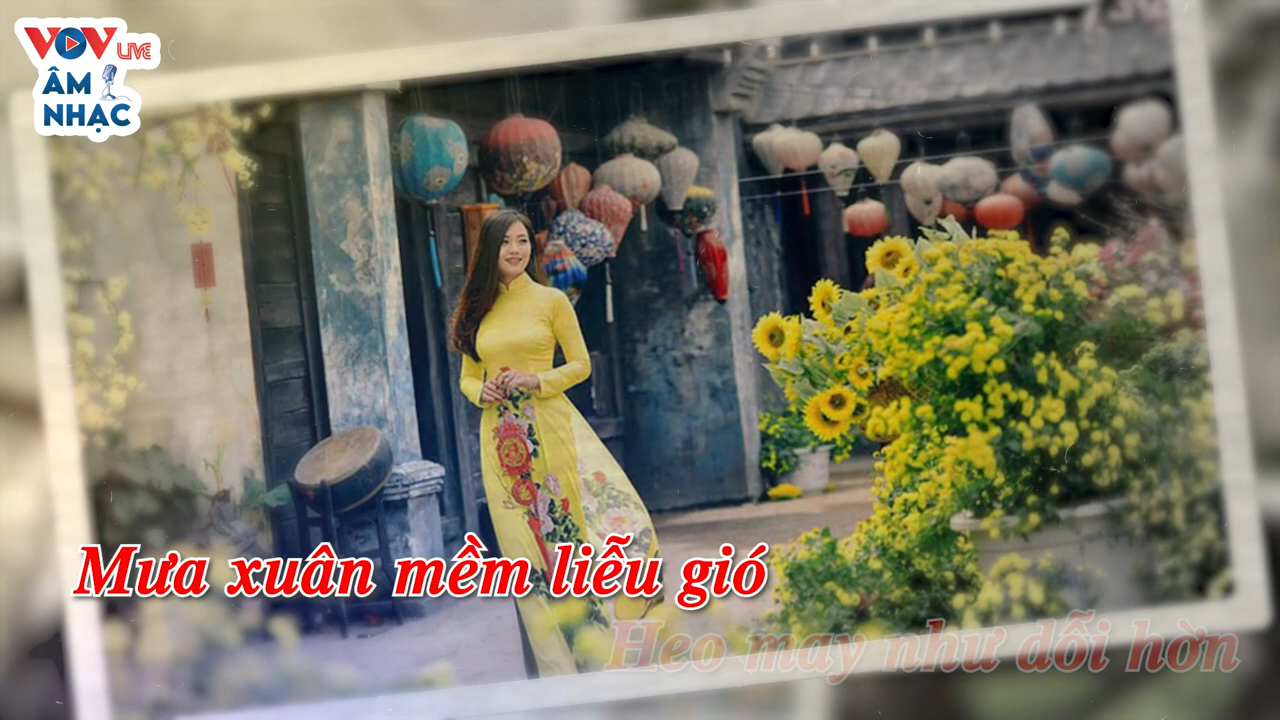 VOV LIVE
ÂM
NHẠC
Mưa xuân mềm liễu gió
Heo may như dỗi hờn